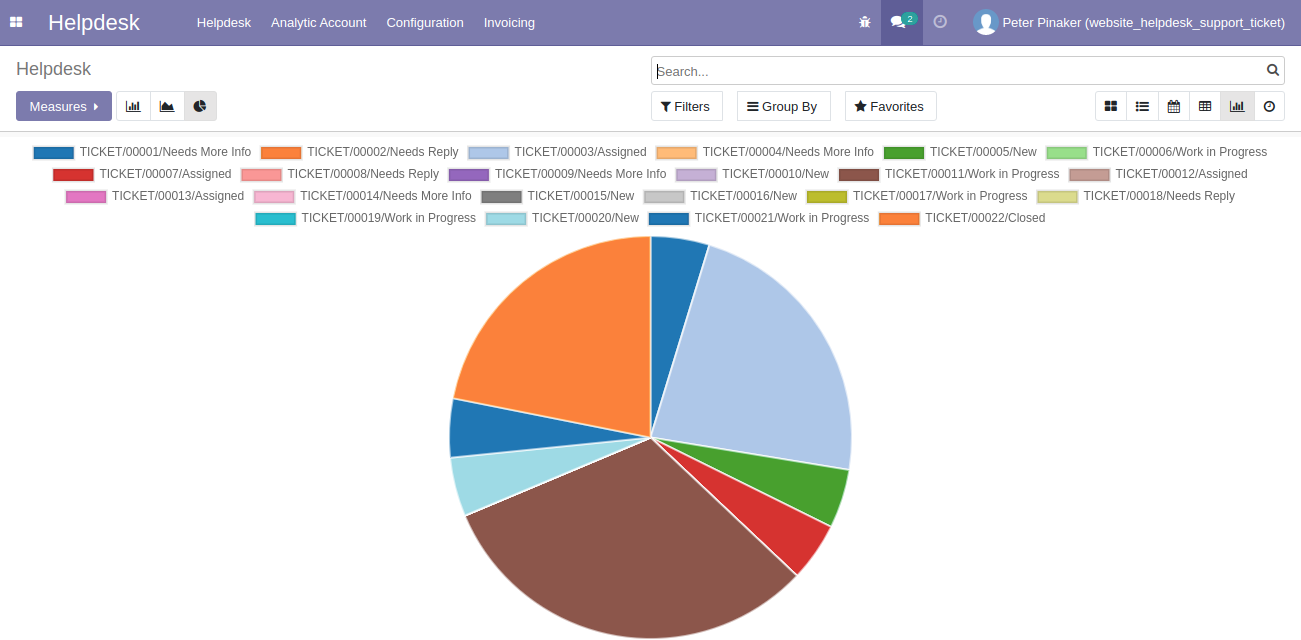 Helpdesk Helpdesk Analytic Account Configuration Invoicing 2 Peter Pinaker (website_helpdesk_support_ticket)
Helpdesk Search...
Measures Filters Group By Favorites
TICKET/00001/Needs More Info TICKET/00002/Needs Reply TICKET/00003/Assigned TICKET/00004/Needs More Info TICKET/00005/New TICKET/00006/Work in Progress
TICKET/00007/Assigned TICKET/00008/Needs Reply TICKET/00009/Needs More Info TICKET/00010/New TICKET/00011/Work in Progress TICKET/00012/Assigned
TICKET/00013/Assigned TICKET/00014/Needs More Info TICKET/00015/New TICKET/00016/New TICKET/00017/Work in Progress TICKET/00018/Needs Reply
TICKET/00019/Work in Progress TICKET/00020/New TICKET/00021/Work in Progress TICKET/00022/Closed